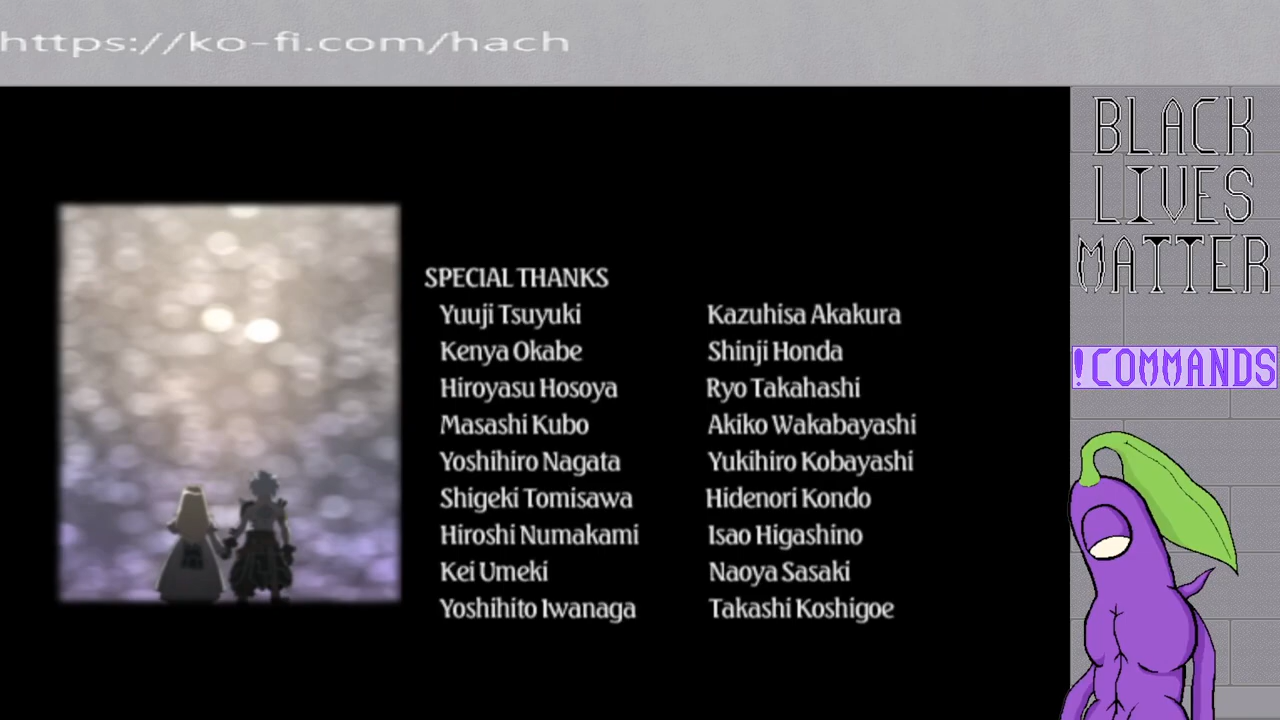 https://ko-fi.com/hach
BLACK
LIVES
MATTER
!COMMANDS
SPECIAL THANKS
Yuuji Tsuyuki Kazuhisa Akakura
Kenya Okabe Shinji Honda
Hiroyasu Hosoya Ryo Takahashi
Masashi Kubo Akiko Wakabayashi
Yoshihiro Nagata Yukihiro Kobayashi
Shigeki Tomisawa Hidenori Kondo
Hiroshi Numakami Isao Higashino
Kei Umeki Naoya Sasaki
Yoshihito Iwanaga Takashi Koshigoe